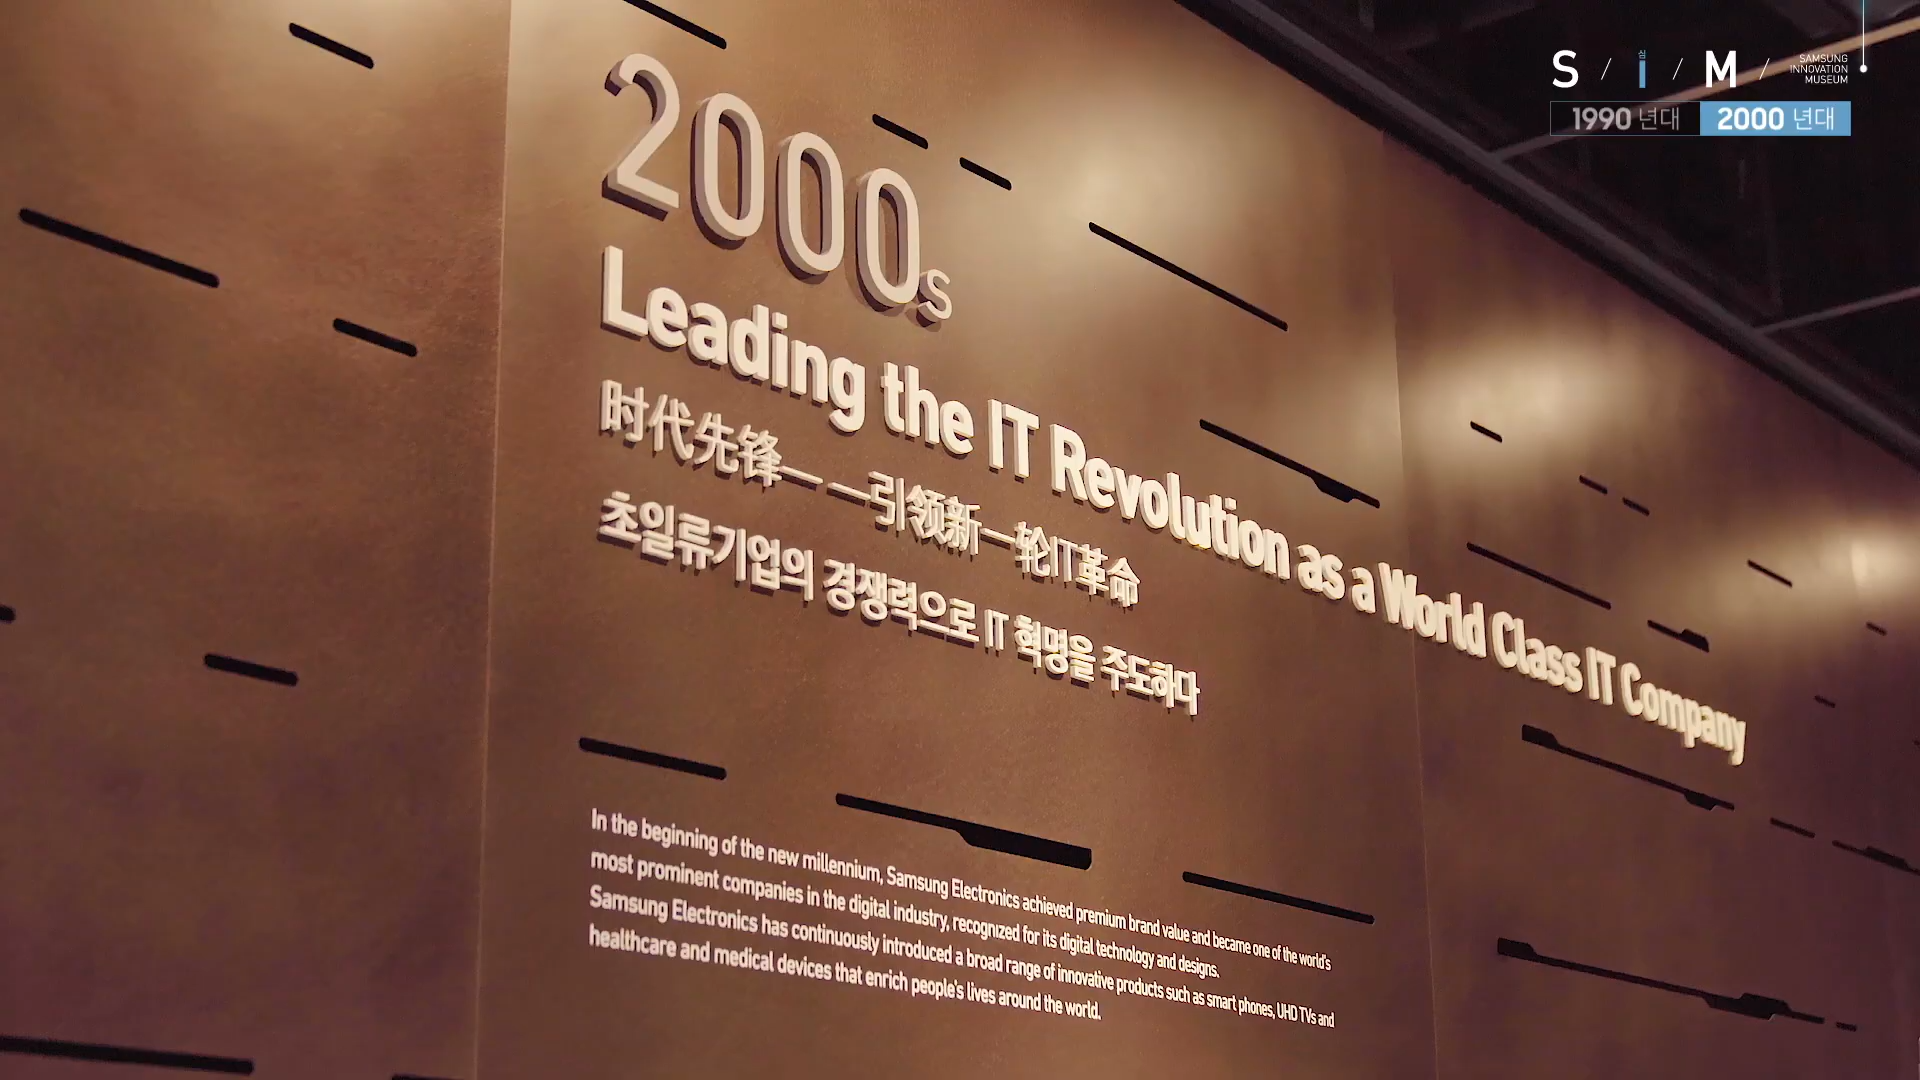 S / i / M /
심
SAMSUNG
INNOVATION
MUSEUM
1990 년대
2000 년대
2000s
Leading the IT Revolution as a World Class IT Company
时代先锋——引领新一轮IT革命
초일류기업의 경쟁력으로 IT 혁명을 주도하다
In the beginning of the new millennium, Samsung Electronics achieved premium brand value and became one of the world's
most prominent companies in the digital industry, recognized for its digital technology and designs.
Samsung Electronics has continuously introduced a broad range of innovative products such as smart phones, UHD TVs and
healthcare and medical devices that enrich people's lives around the world.